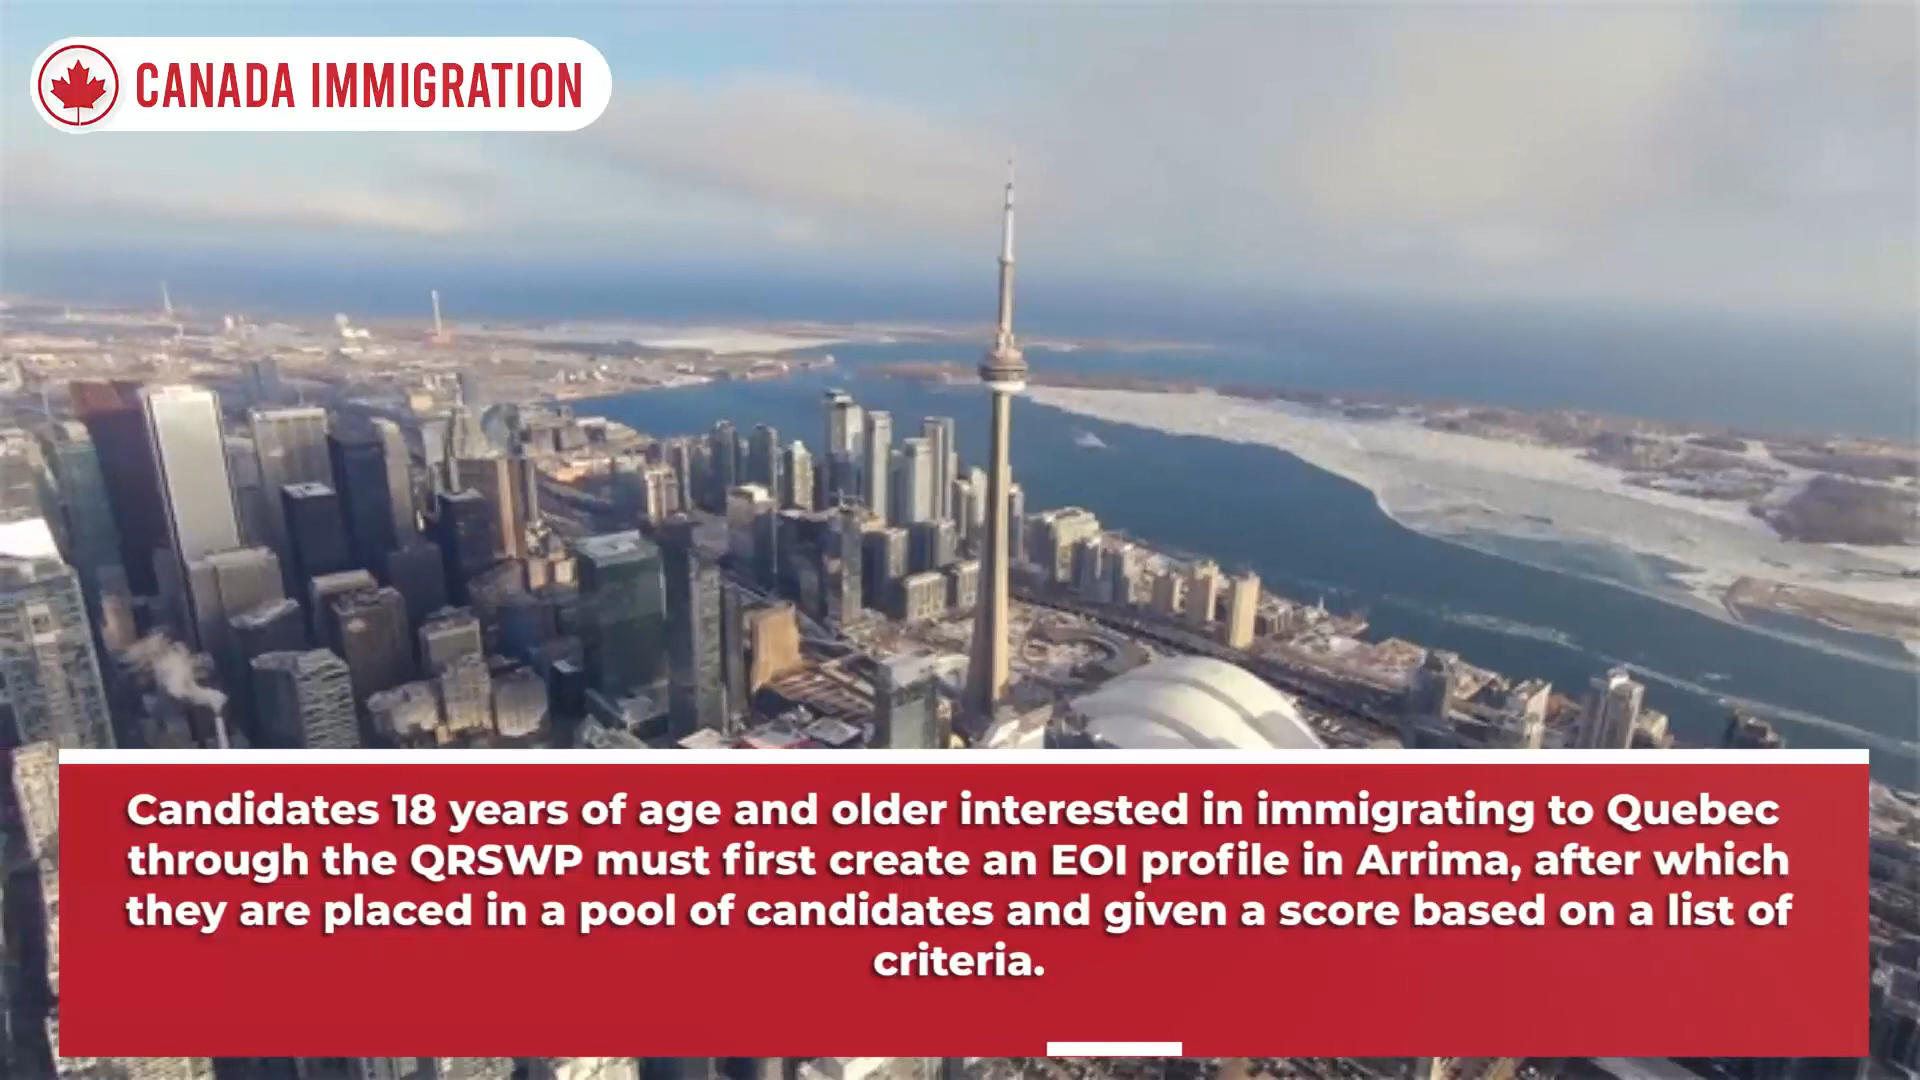 CANADA IMMIGRATION
Candidates 18 years of age and older interested in immigrating to Quebec
through the QRSWP must first create an EOI profile in Arrima, after which
they are placed in a pool of candidates and given a score based on a list of
criteria.